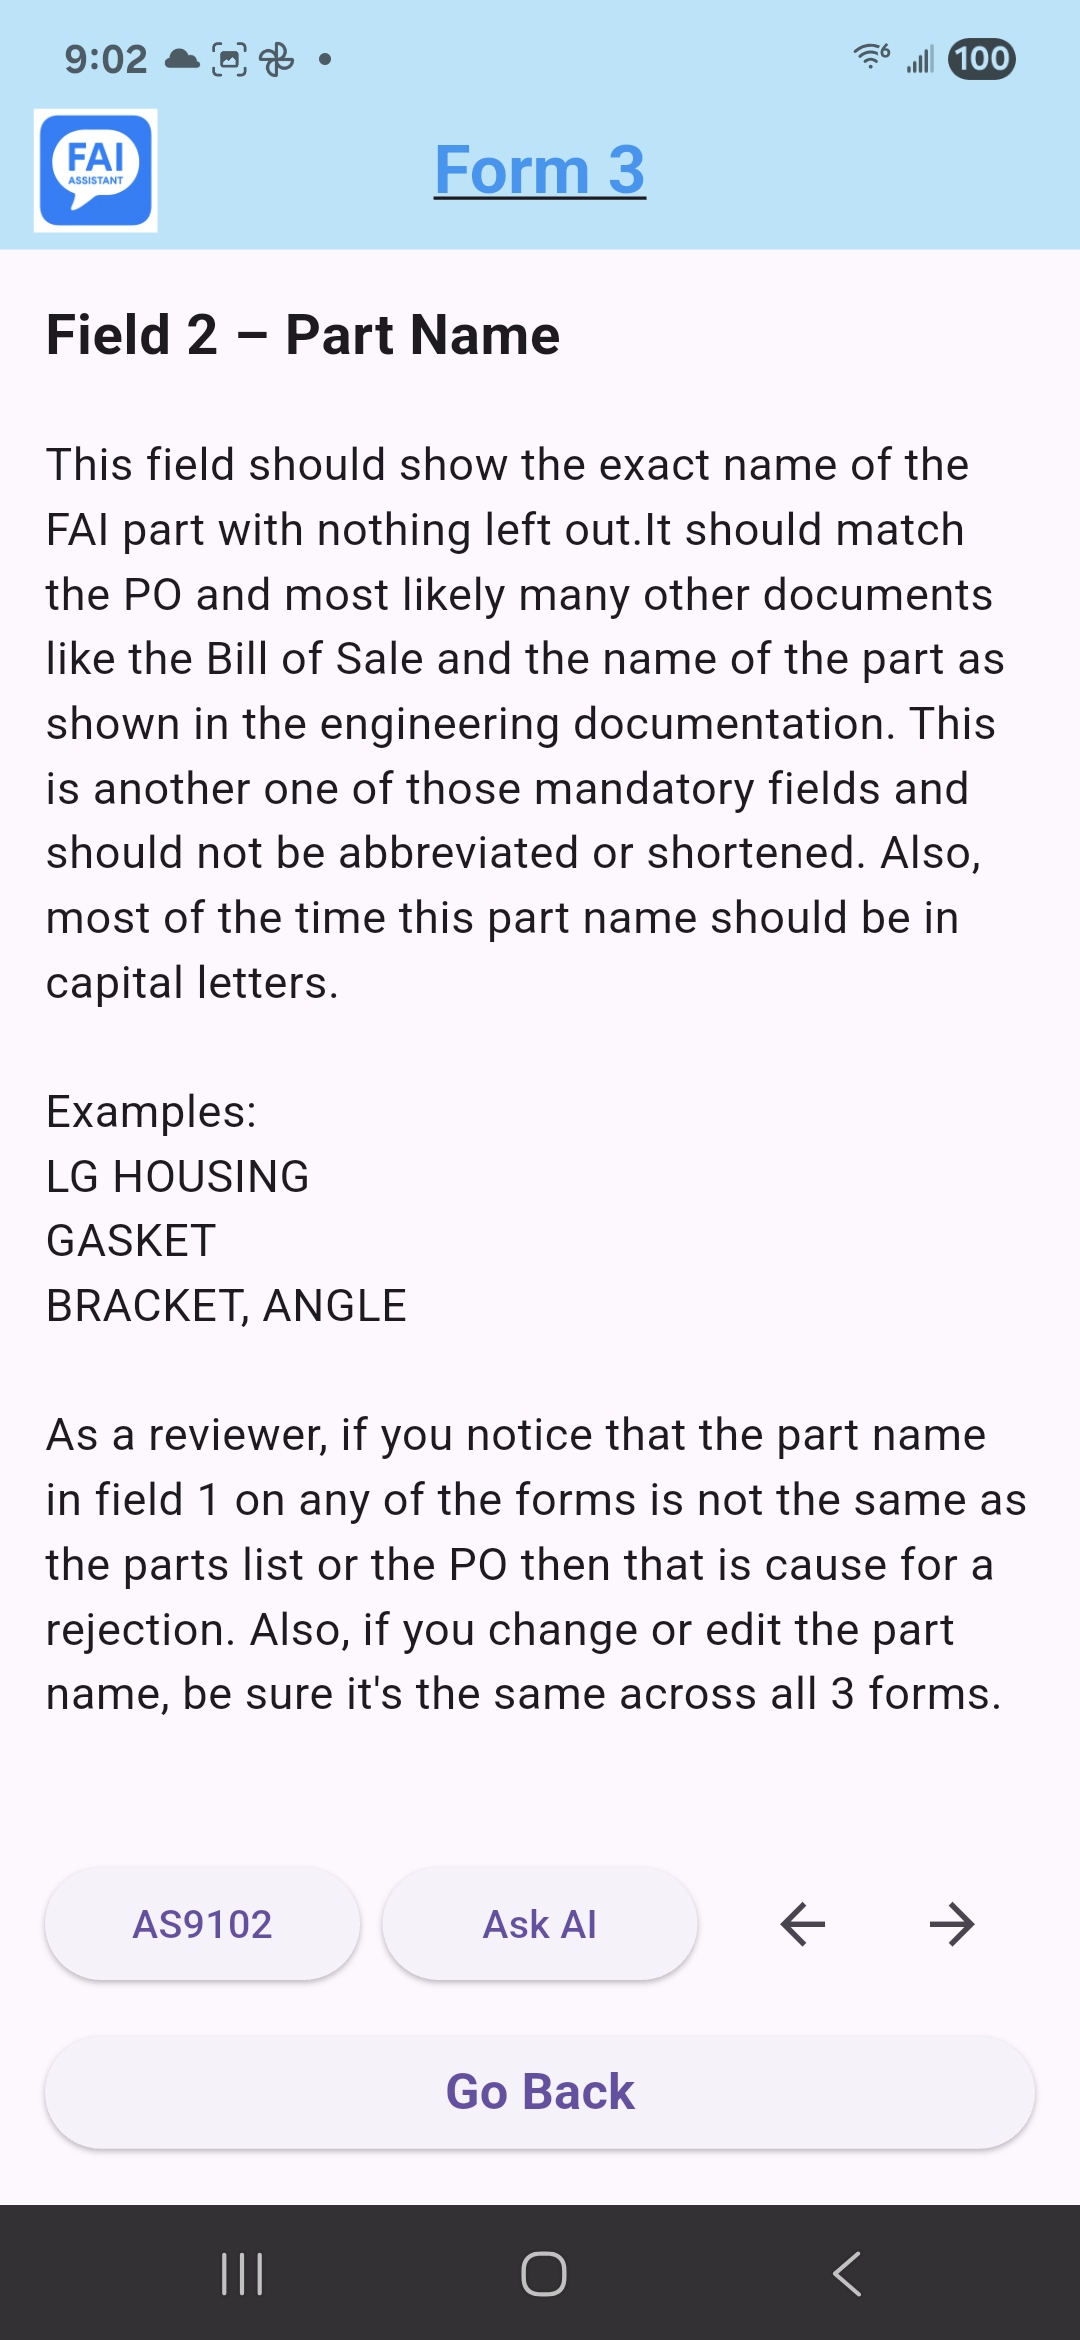 9:02
6
100
FAI
ASSISTANT
Form 3
Field 2 – Part Name
This field should show the exact name of the
FAI part with nothing left out.It should match
the PO and most likely many other documents
like the Bill of Sale and the name of the part as
shown in the engineering documentation. This
is another one of those mandatory fields and
should not be abbreviated or shortened. Also,
most of the time this part name should be in
capital letters.
Examples:
LG HOUSING
GASKET
BRACKET, ANGLE
As a reviewer, if you notice that the part name
in field 1 on any of the forms is not the same as
the parts list or the PO then that is cause for a
rejection. Also, if you change or edit the part
name, be sure it's the same across all 3 forms.
AS9102
Ask AI
Go Back